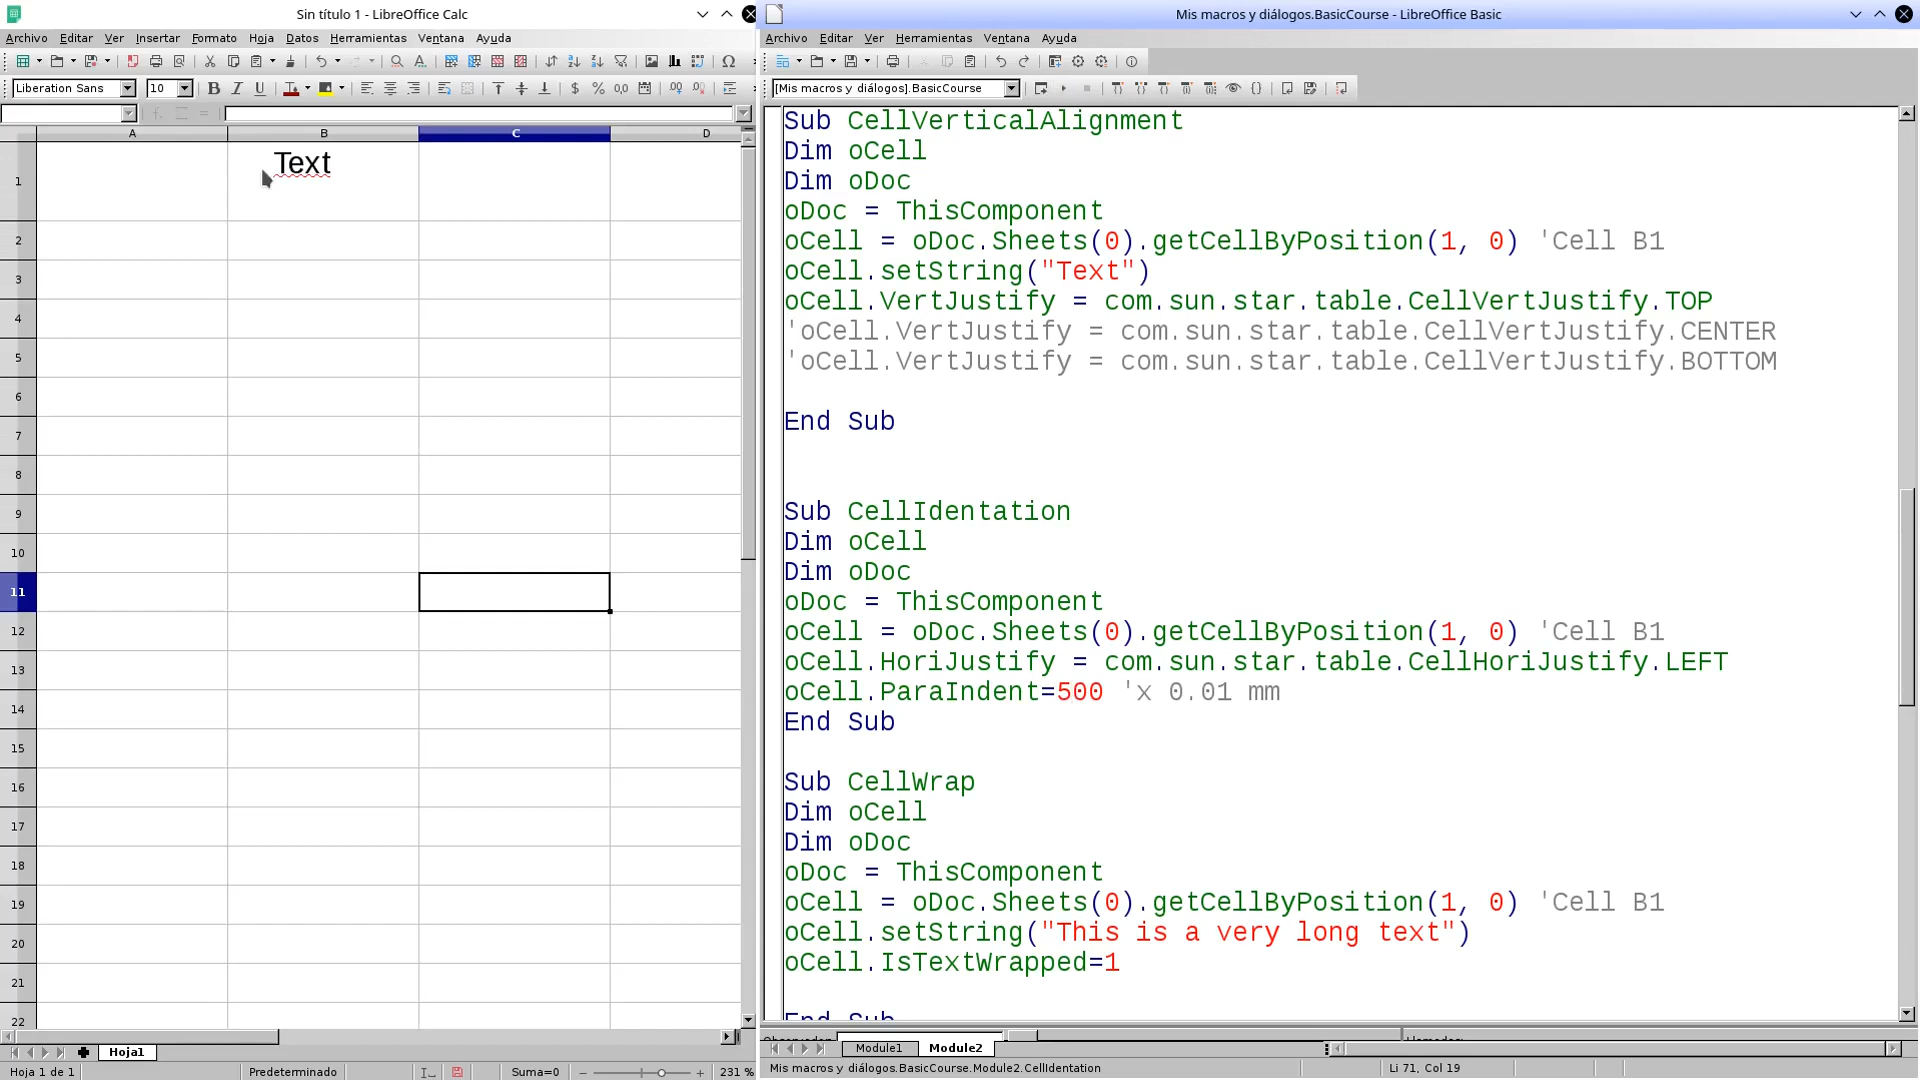 Sin título 1 - LibreOffice Calc
Archivo Editar Ver Insertar Formato Hoja Datos Herramientas Ventana Ayuda
Liberation Sans 10
A B C D
Text
1
2
3
4
5
6
7
8
9
10
11
12
13
14
15
16
17
18
19
20
21
22
Hoja1
Hoja 1 de 1 Predeterminado Suma=0 231 %
Mis macros y diálogos.BasicCourse - LibreOffice Basic
Archivo Editar Ver Herramientas Ventana Ayuda
[Mis macros y diálogos].BasicCourse
Sub CellVerticalAlignment
Dim oCell
Dim oDoc
oDoc = ThisComponent
oCell = oDoc.Sheets(0).getCellByPosition(1, 0) 'Cell B1
oCell.setString("Text")
oCell.VertJustify = com.sun.star.table.CellVertJustify.TOP
'oCell.VertJustify = com.sun.star.table.CellVertJustify.CENTER
'oCell.VertJustify = com.sun.star.table.CellVertJustify.BOTTOM
End Sub
Sub CellIdentation
Dim oCell
Dim oDoc
oDoc = ThisComponent
oCell = oDoc.Sheets(0).getCellByPosition(1, 0) 'Cell B1
oCell.HoriJustify = com.sun.star.table.CellHoriJustify.LEFT
oCell.ParaIndent=500 'x 0.01 mm
End Sub
Sub CellWrap
Dim oCell
Dim oDoc
oDoc = ThisComponent
oCell = oDoc.Sheets(0).getCellByPosition(1, 0) 'Cell B1
oCell.setString("This is a very long text")
oCell.IsTextWrapped=1
End Sub
Module1 Module2
Mis macros y diálogos.BasicCourse.Module2.CellIdentation Li 71, Col 19